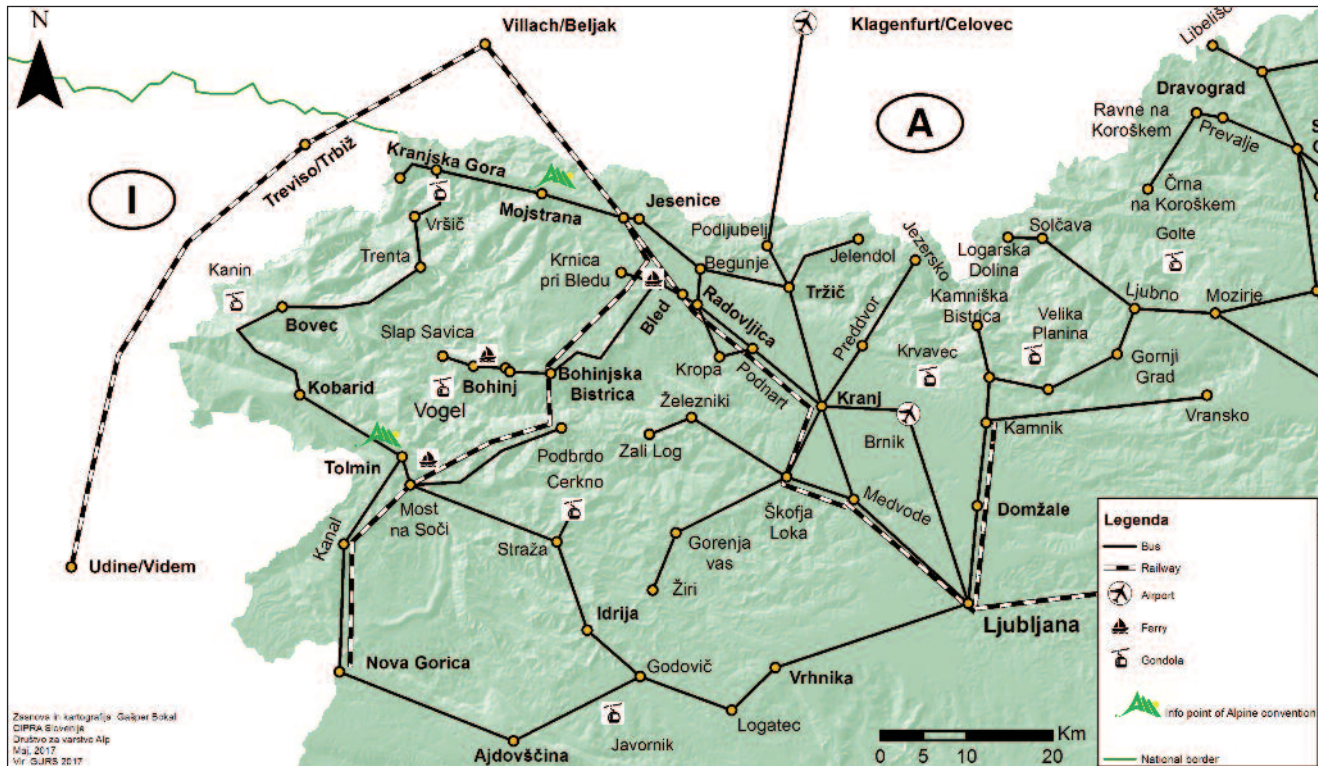 N
Villach/Beljak
Klagenfurt/Celovec
Libelišo
Dravograd
Ravne na
Koroškem
Prevalje
Črna
na Koroškem
A
I
Treviso/Trbiž
Kranjska Gora
Mojstrana
Jesenice
Vršič
Trenta
Podljubelj
Begunje
Jelendol
Jezersko
Logarska
Dolina
Solčava
Golte
Kanin
Krnica
pri Bledu
Tržič
Kamniška
Bistrica
Velika
Planina
Ljubno
Mozirje
Bovec
Bled
Radovljica
Preddvor
Slap Savica
Krvavec
Gornji
Grad
Kobarid
Bohinj
Bohinjska
Bistrica
Kropa
Podnart
Vogel
Železniki
Kranj
Vransko
Zali Log
Brnik
Kamnik
Tolmin
Podbrdo
Cerkno
Most
na Soči
Škofja
Loka
Medvode
Domžale
Kanal
Straža
Gorenja
vas
Žiri
Udine/Videm
Idrija
Ljubljana
Nova Gorica
Godovič
Vrhnika
Logatec
Javornik
Ajdovščina
Zasnova in kartografija: Gašper Bokal
CIPRA Slovenija
Društvo za varstvo Alp
Maj, 2017
Vir: GURS 2017
0 5 10 20
Km
Legenda
Bus
Railway
Airport
Ferry
Gondola
Info point of Alpine convention
National border